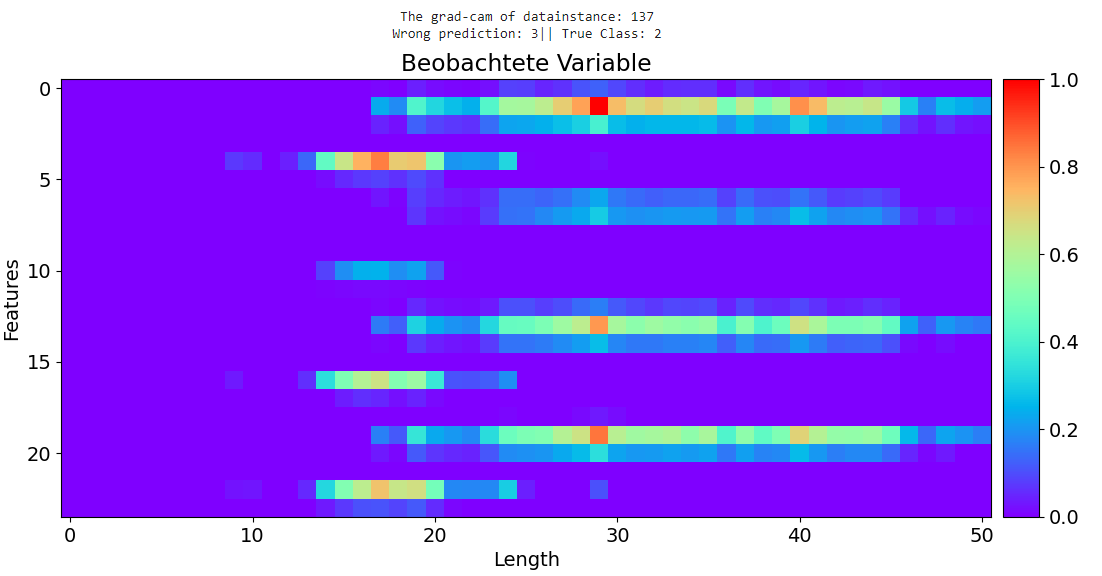 The grad-cam of datainstance: 137
Wrong prediction: 3|| True Class: 2
Beobachtete Variable
0
5
10
15
20
Features
0 10 20 30 40 50
Length
1.0
0.8
0.6
0.4
0.2
0.0